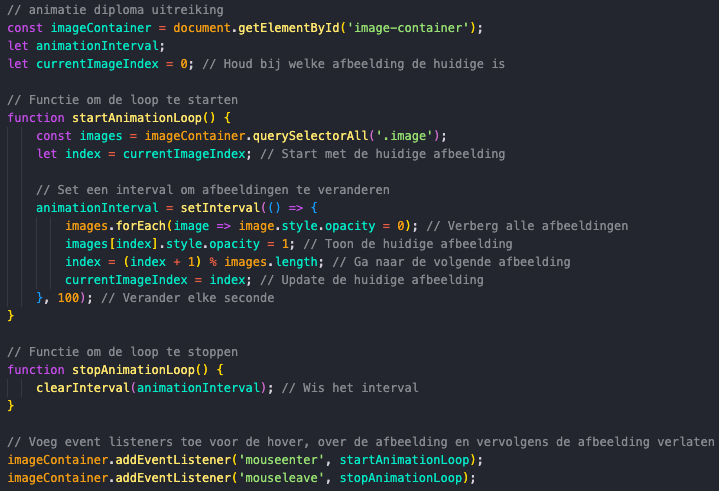 // animatie diploma uitreiking
const imageContainer = document.getElementById('image-container');
let animationInterval;
let currentImageIndex = 0; // Houd bij welke afbeelding de huidige is

// Functie om de loop te starten
function startAnimationLoop() {
    const images = imageContainer.querySelectorAll('.image');
    let index = currentImageIndex; // Start met de huidige afbeelding

    // Set een interval om afbeeldingen te veranderen
    animationInterval = setInterval(() => {
        images.forEach(image => image.style.opacity = 0); // Verberg alle afbeeldingen
        images[index].style.opacity = 1; // Toon de huidige afbeelding
        index = (index + 1) % images.length; // Ga naar de volgende afbeelding
        currentImageIndex = index; // Update de huidige afbeelding
    }, 100); // Verander elke seconde
}

// Functie om de loop te stoppen
function stopAnimationLoop() {
    clearInterval(animationInterval); // Wis het interval
}

// Voeg event listeners toe voor de hover, over de afbeelding en vervolgens de afbeelding verlaten
imageContainer.addEventListener('mouseenter', startAnimationLoop);
imageContainer.addEventListener('mouseleave', stopAnimationLoop);